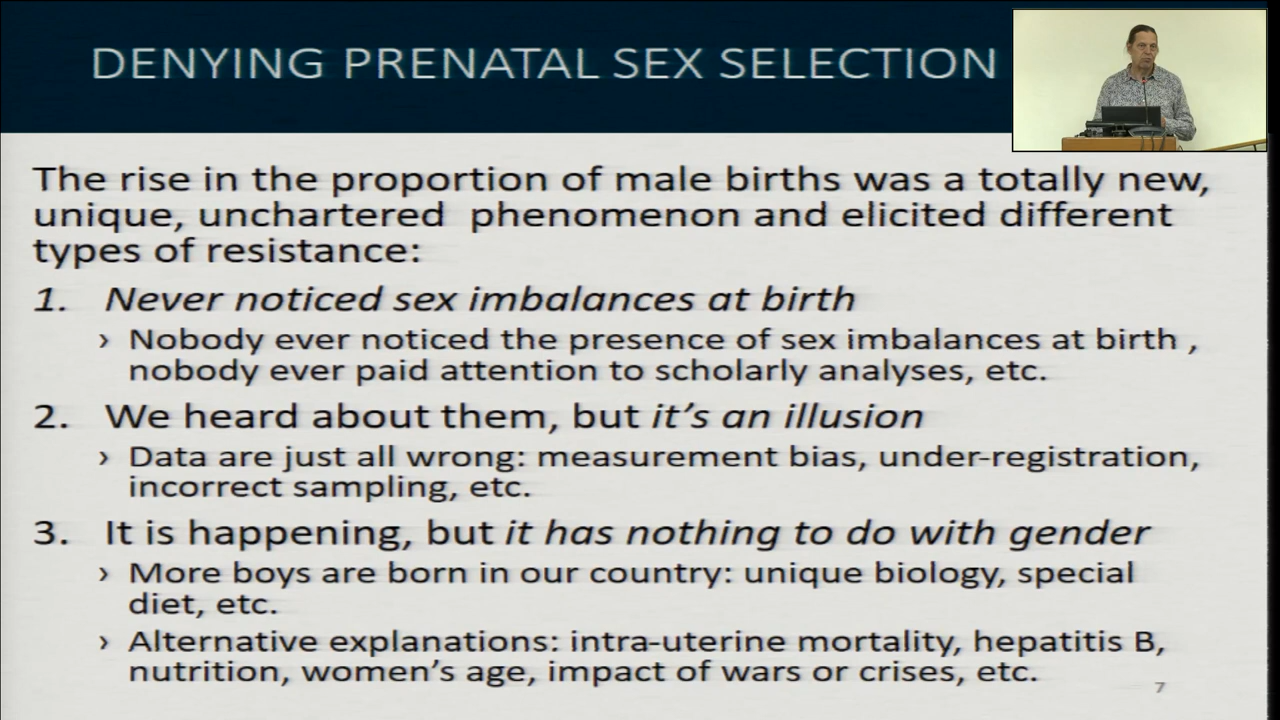 DENYING PRENATAL SEX SELECTION
The rise in the proportion of male births was a totally new,
unique, unchartered phenomenon and elicited different
types of resistance:
1. Never noticed sex imbalances at birth
› Nobody ever noticed the presence of sex imbalances at birth ,
nobody ever paid attention to scholarly analyses, etc.
2. We heard about them, but it’s an illusion
› Data are just all wrong: measurement bias, under-registration,
incorrect sampling, etc.
3. It is happening, but it has nothing to do with gender
› More boys are born in our country: unique biology, special
diet, etc.
› Alternative explanations: intra-uterine mortality, hepatitis B,
nutrition, women’s age, impact of wars or crises, etc.
7